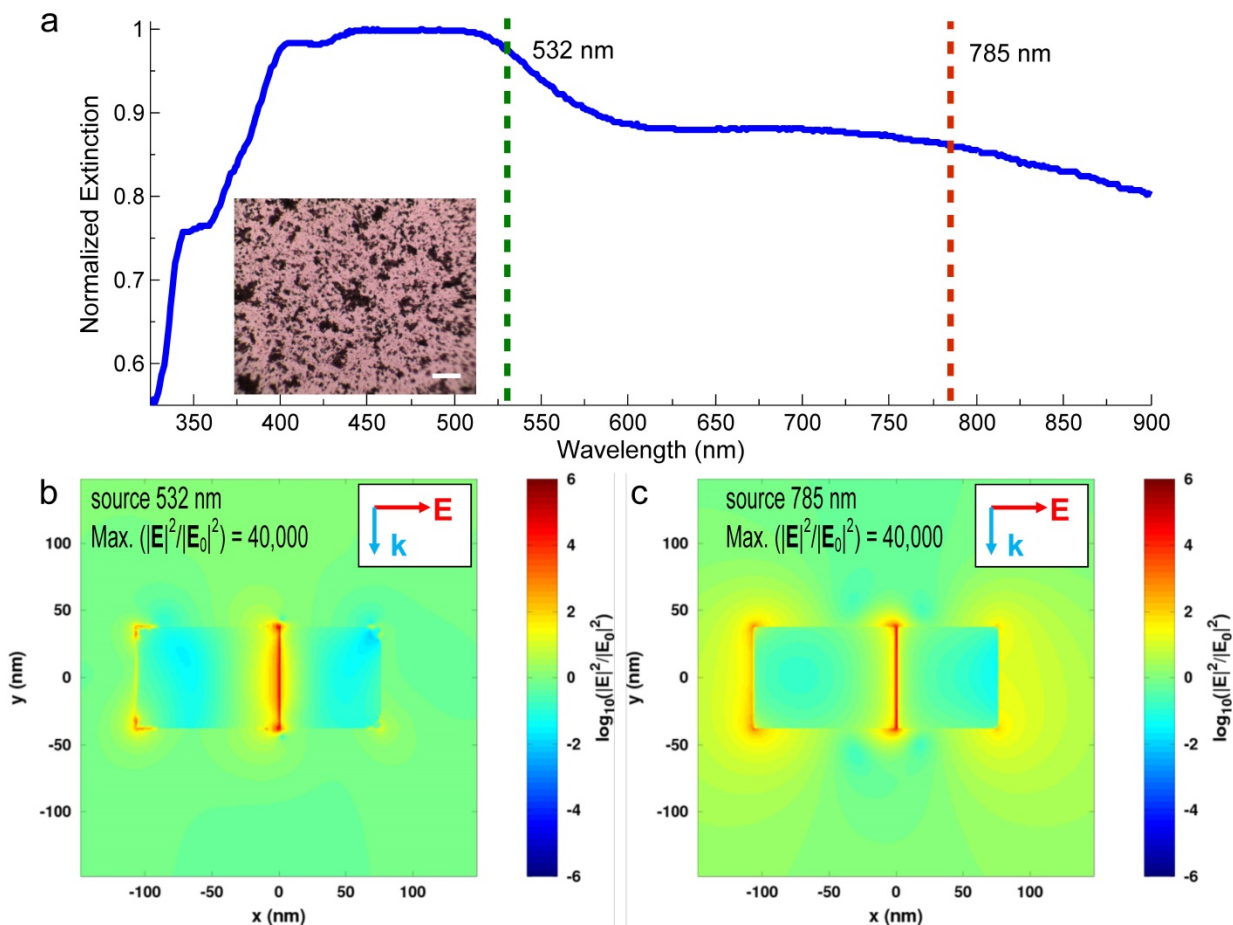 a
532 nm
785 nm
Normalized Extinction
1
0.9
0.8
0.7
0.6
350 400 450 500 550 600 650 700 750 800 850 900
Wavelength (nm)
b
source 532 nm
Max. (|E|²/|E₀|²) = 40,000
E
k
100
50
0
-50
-100
y (nm)
-100 -50 0 50 100
x (nm)
6
4
2
0
-2
-4
-6
log₁₀(|E|²/|E₀|²)
c
source 785 nm
Max. (|E|²/|E₀|²) = 40,000
E
k
100
50
0
-50
-100
y (nm)
-100 -50 0 50 100
x (nm)
6
4
2
0
-2
-4
-6
log₁₀(|E|²/|E₀|²)